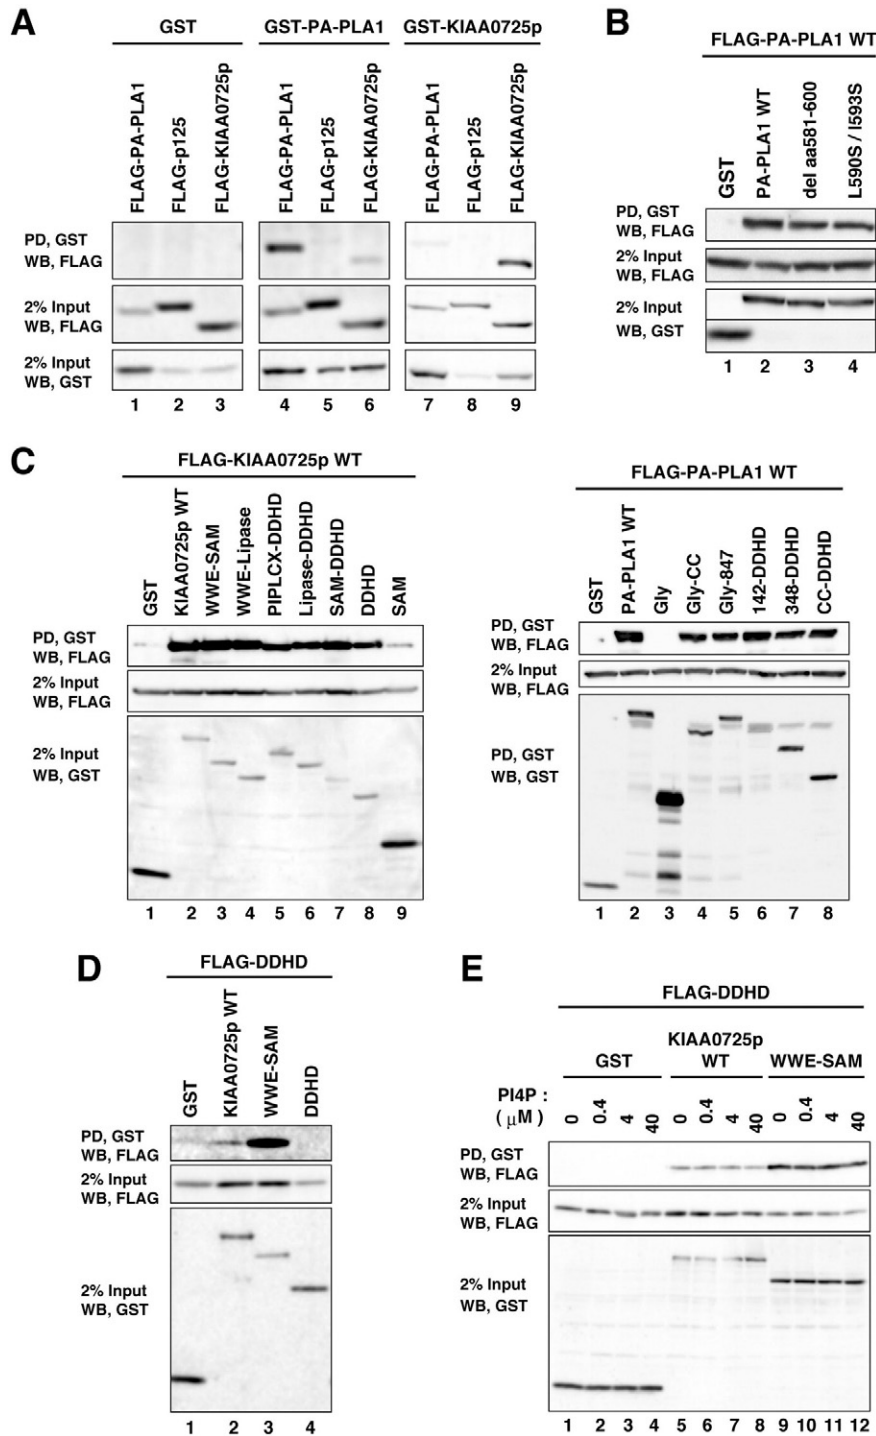 A
GST GST-PA-PLA1 GST-KIAA0725p
FLAG-PA-PLA1 FLAG-p125 FLAG-KIAA0725p FLAG-PA-PLA1 FLAG-p125 FLAG-KIAA0725p FLAG-PA-PLA1 FLAG-p125 FLAG-KIAA0725p
PD, GST
WB, FLAG
2% Input
WB, FLAG
2% Input
WB, GST
1 2 3 4 5 6 7 8 9
B
FLAG-PA-PLA1 WT
GST PA-PLA1 WT del aa581-600 L590S / I593S
PD, GST
WB, FLAG
2% Input
WB, FLAG
2% Input
WB, GST
1 2 3 4
C
FLAG-KIAA0725p WT
GST KIAA0725p WT WWE-SAM WWE-Lipase PIPLCX-DDHD Lipase-DDHD SAM-DDHD DDHD SAM
PD, GST
WB, FLAG
2% Input
WB, FLAG
2% Input
WB, GST
1 2 3 4 5 6 7 8 9
FLAG-PA-PLA1 WT
GST PA-PLA1 WT Gly Gly-CC Gly-847 142-DDHD 348-DDHD CC-DDHD
PD, GST
WB, FLAG
2% Input
WB, FLAG
PD, GST
WB, GST
1 2 3 4 5 6 7 8
D
FLAG-DDHD
GST KIAA0725p WT WWE-SAM DDHD
PD, GST
WB, FLAG
2% Input
WB, FLAG
2% Input
WB, GST
1 2 3 4
E
FLAG-DDHD
KIAA0725p
GST WT WWE-SAM
PI4P :
( μM ) 0 0.4 4 40 0 0.4 4 40 0 0.4 4 40
PD, GST
WB, FLAG
2% Input
WB, FLAG
2% Input
WB, GST
1 2 3 4 5 6 7 8 9 10 11 12